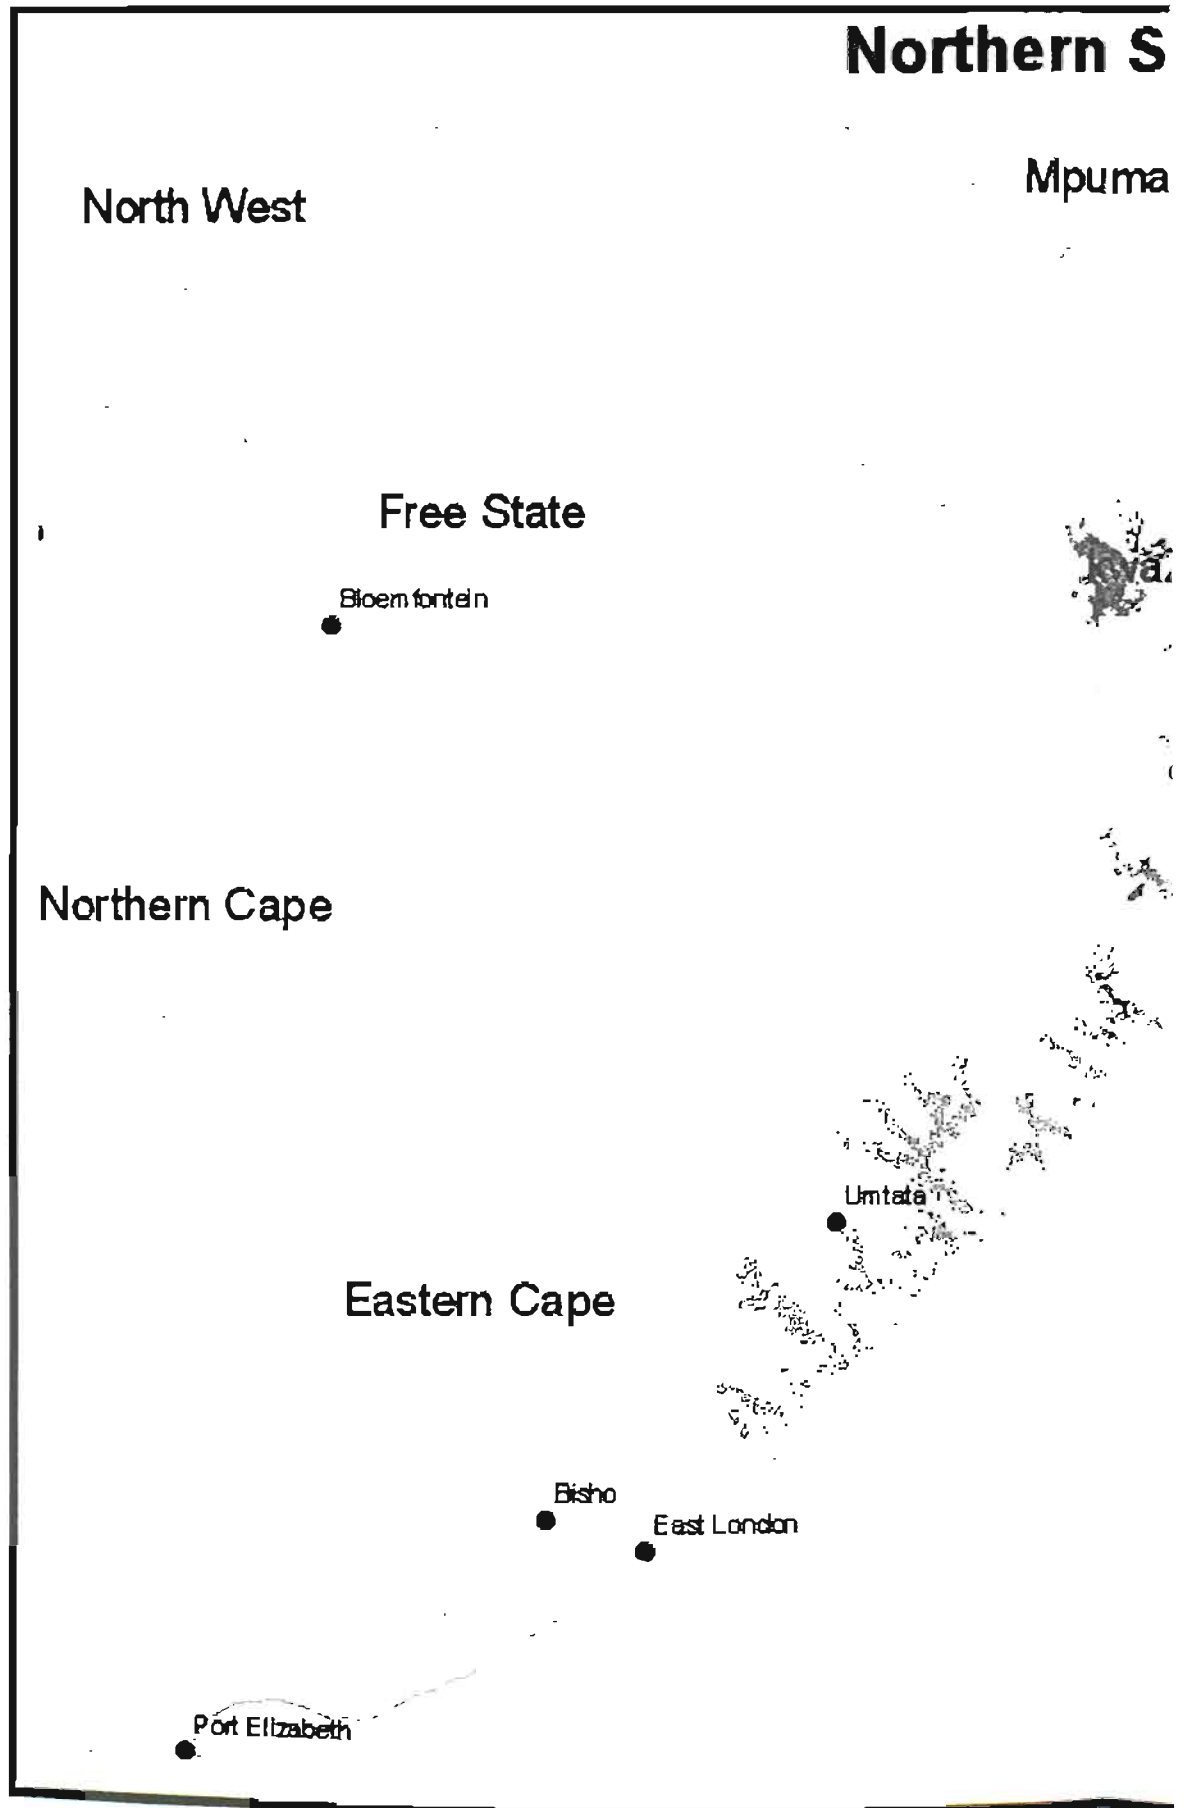 Northern S
Mpuma
North West
Free State
Bloemfontein
Northern Cape
Umtata
Eastern Cape
Bisho
East London
Port Elizabeth